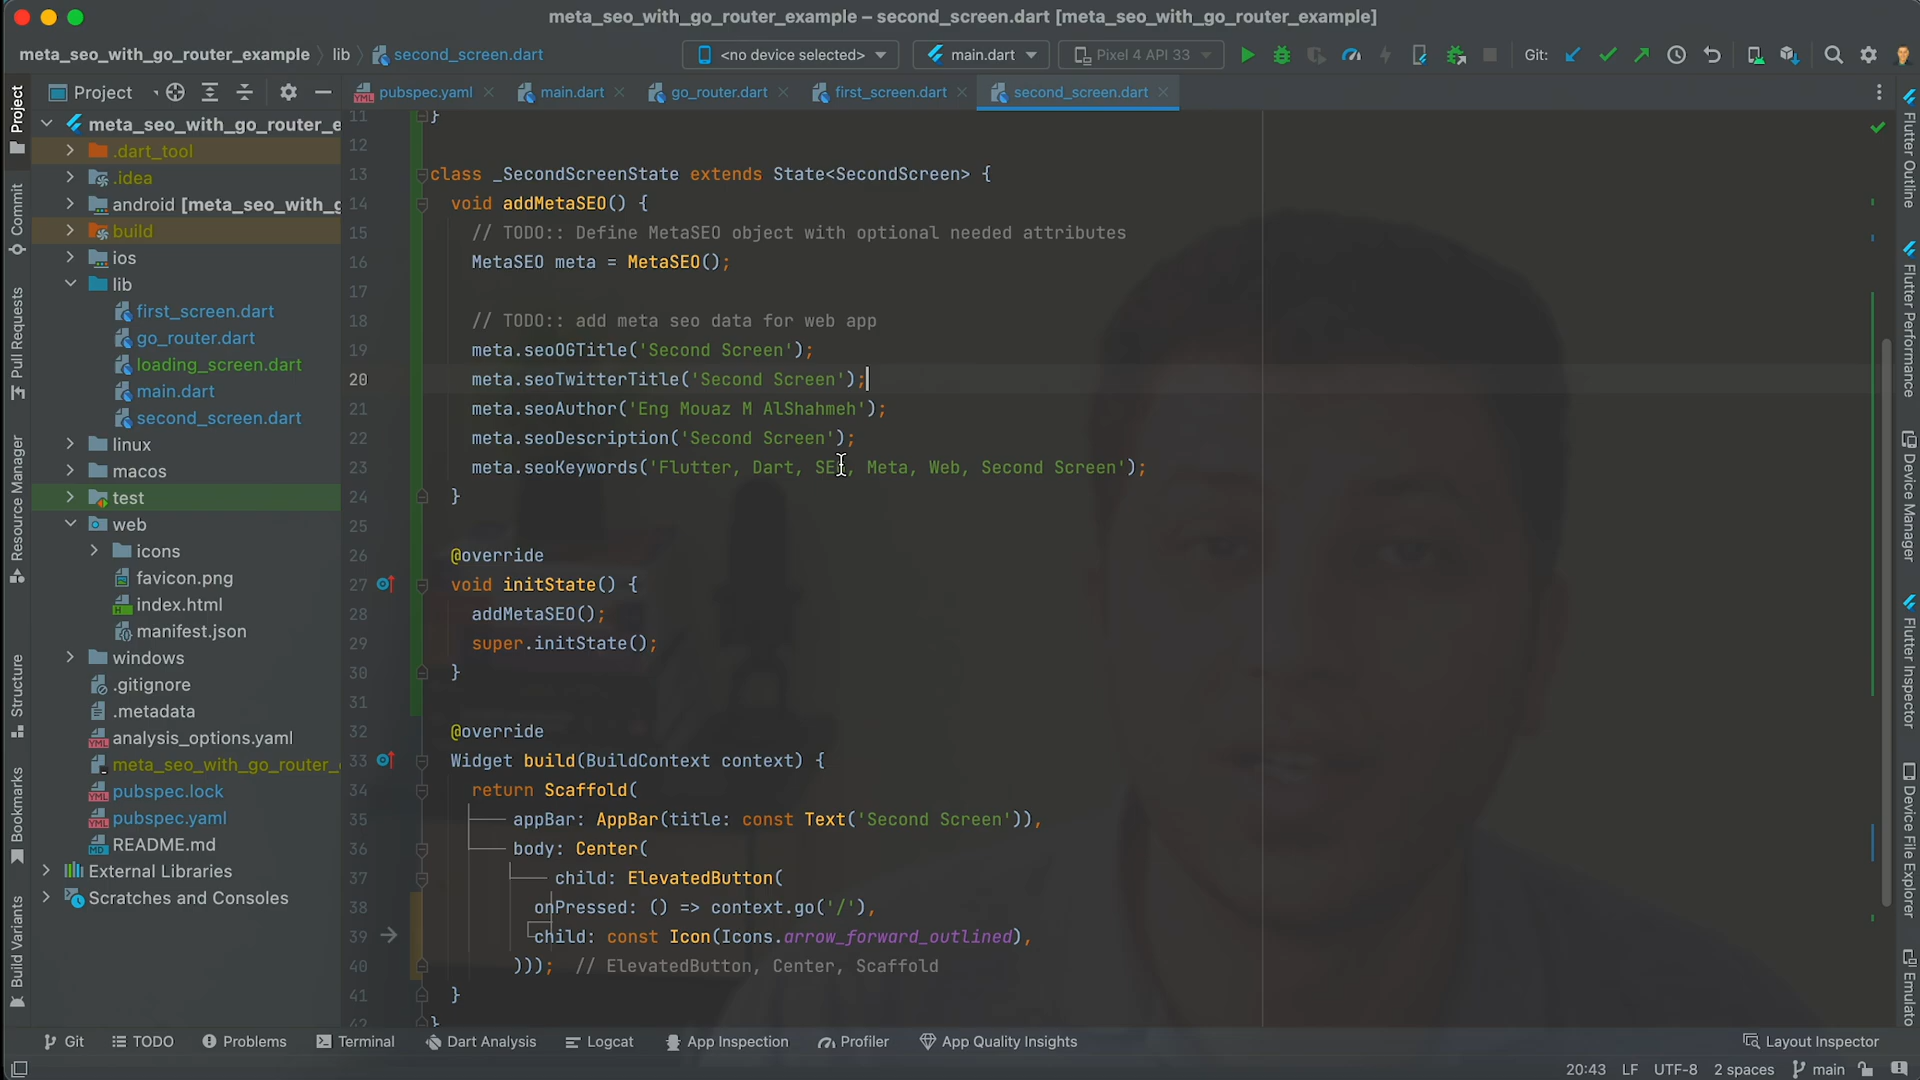 meta_seo_with_go_router_example – second_screen.dart [meta_seo_with_go_router_example]
meta_seo_with_go_router_example lib second_screen.dart
<no device selected>
main.dart
Pixel 4 API 33
Git:
Project
pubspec.yaml
main.dart
go_router.dart
first_screen.dart
second_screen.dart
Project
Commit
Pull Requests
Resource Manager
Structure
Bookmarks
Build Variants
meta_seo_with_go_router_e
.dart_tool
.idea
android [meta_seo_with_g
build
ios
lib
first_screen.dart
go_router.dart
loading_screen.dart
main.dart
second_screen.dart
linux
macos
test
web
icons
favicon.png
index.html
manifest.json
windows
.gitignore
.metadata
analysis_options.yaml
meta_seo_with_go_router_
pubspec.lock
pubspec.yaml
README.md
External Libraries
Scratches and Consoles
11 }
12
13 class _SecondScreenState extends State<SecondScreen> {
14 void addMetaSEO() {
15 // TODO:: Define MetaSEO object with optional needed attributes
16 MetaSEO meta = MetaSEO();
17
18 // TODO:: add meta seo data for web app
19 meta.seoOGTitle('Second Screen');
20 meta.seoTwitterTitle('Second Screen');
21 meta.seoAuthor('Eng Mouaz M AlShahmeh');
22 meta.seoDescription('Second Screen');
23 meta.seoKeywords('Flutter, Dart, SEO, Meta, Web, Second Screen');
24 }
25
26 @override
27 void initState() {
28 addMetaSEO();
29 super.initState();
30 }
31
32 @override
33 Widget build(BuildContext context) {
34 return Scaffold(
35 appBar: AppBar(title: const Text('Second Screen')),
36 body: Center(
37 child: ElevatedButton(
38 onPressed: () => context.go('/'),
39 child: const Icon(Icons.arrow_forward_outlined),
40 ))); // ElevatedButton, Center, Scaffold
41 }
42 }
Flutter Outline
Flutter Performance
Device Manager
Flutter Inspector
Device File Explorer
Emulato
Git
TODO
Problems
Terminal
Dart Analysis
Logcat
App Inspection
Profiler
App Quality Insights
Layout Inspector
20:43 LF UTF-8 2 spaces main